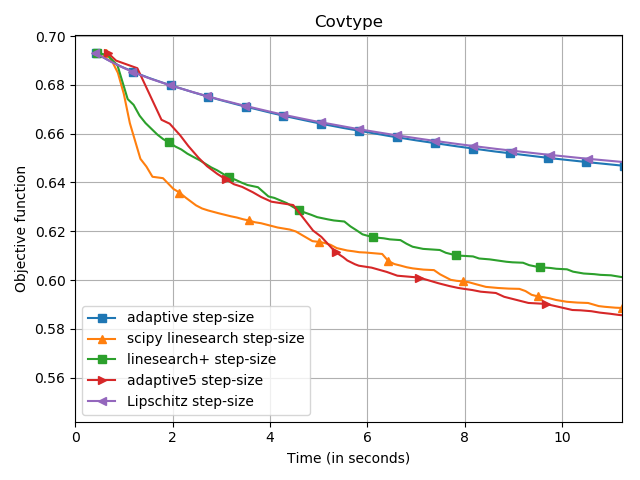 Covtype
Objective function
0.70
0.68
0.66
0.64
0.62
0.60
0.58
0.56
adaptive step-size
scipy linesearch step-size
linesearch+ step-size
adaptive5 step-size
Lipschitz step-size
0 2 4 6 8 10
Time (in seconds)